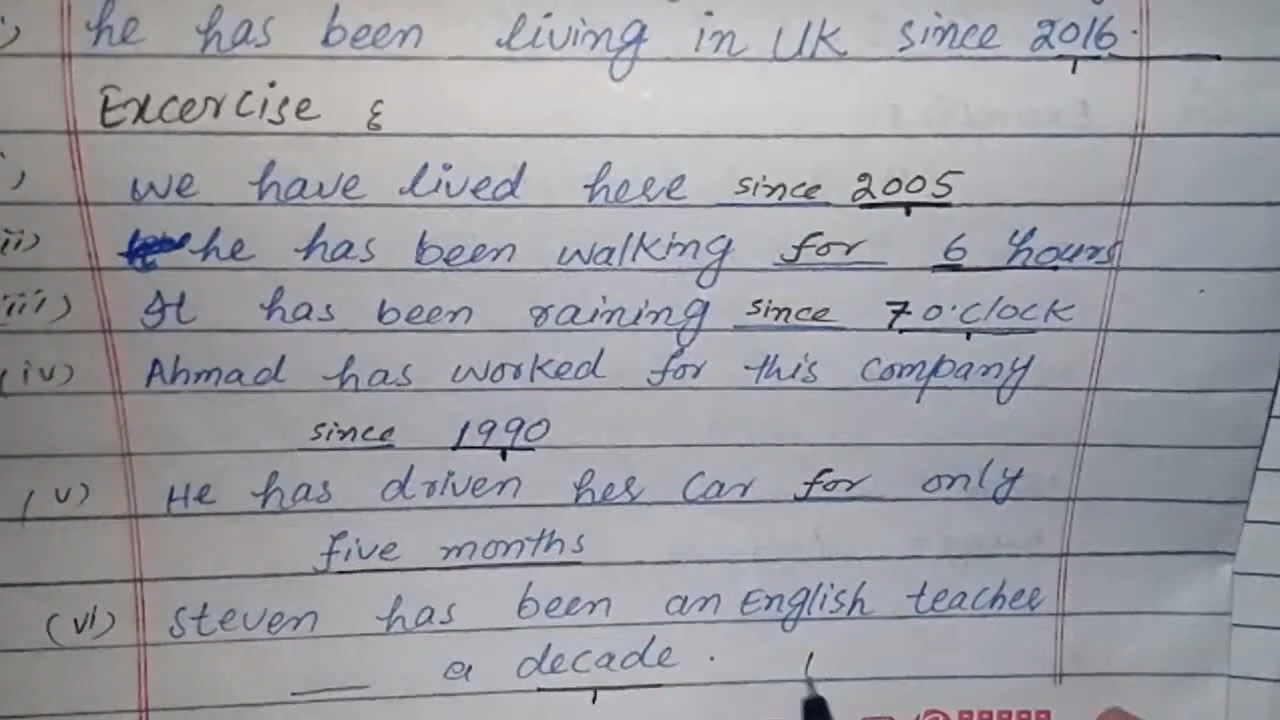 he has been living in UK since 2016.
Excercise :
we have lived here since 2005
ii) he has been walking for 6 hours
iii) It has been raining since 7 o'clock
(iv) Ahmad has worked for this company
since 1990
(v) He has driven her car for only
five months
(vi) Steven has been an English teacher
___ a decade.